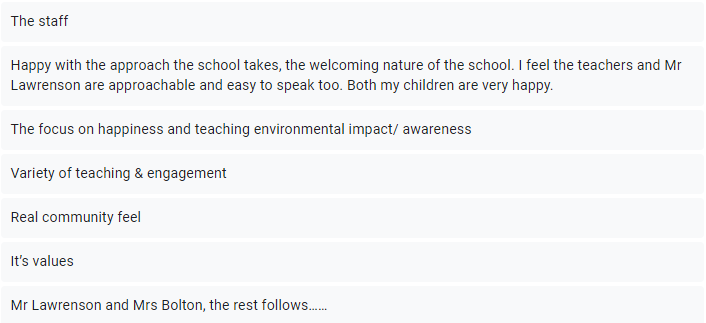 The staff
Happy with the approach the school takes, the welcoming nature of the school. I feel the teachers and Mr
Lawrenson are approachable and easy to speak too. Both my children are very happy.
The focus on happiness and teaching environmental impact/ awareness
Variety of teaching & engagement
Real community feel
It's values
Mr Lawrenson and Mrs Bolton, the rest follows……